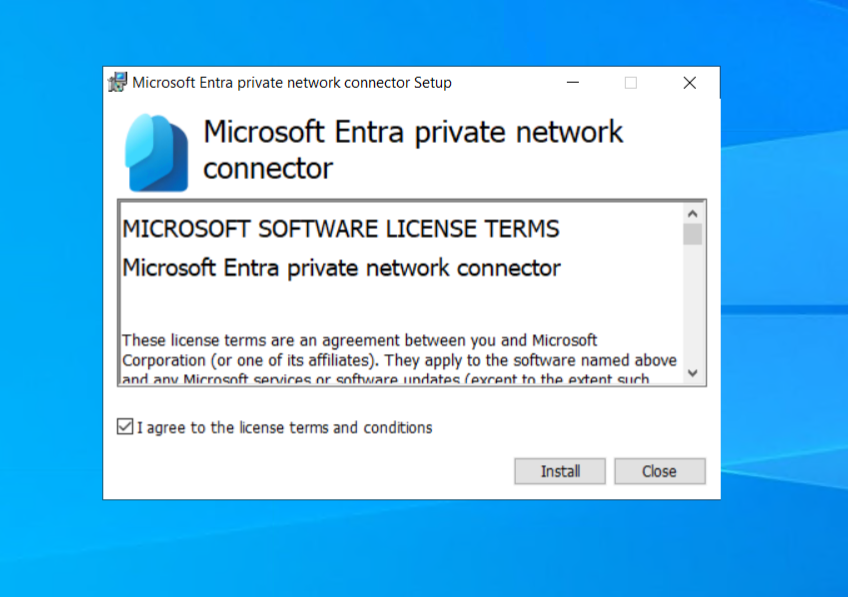 Microsoft Entra private network connector Setup
Microsoft Entra private network
connector
MICROSOFT SOFTWARE LICENSE TERMS
Microsoft Entra private network connector
These license terms are an agreement between you and Microsoft
Corporation (or one of its affiliates). They apply to the software named above
and any Microsoft services or software updates (except to the extent such
I agree to the license terms and conditions
Install
Close